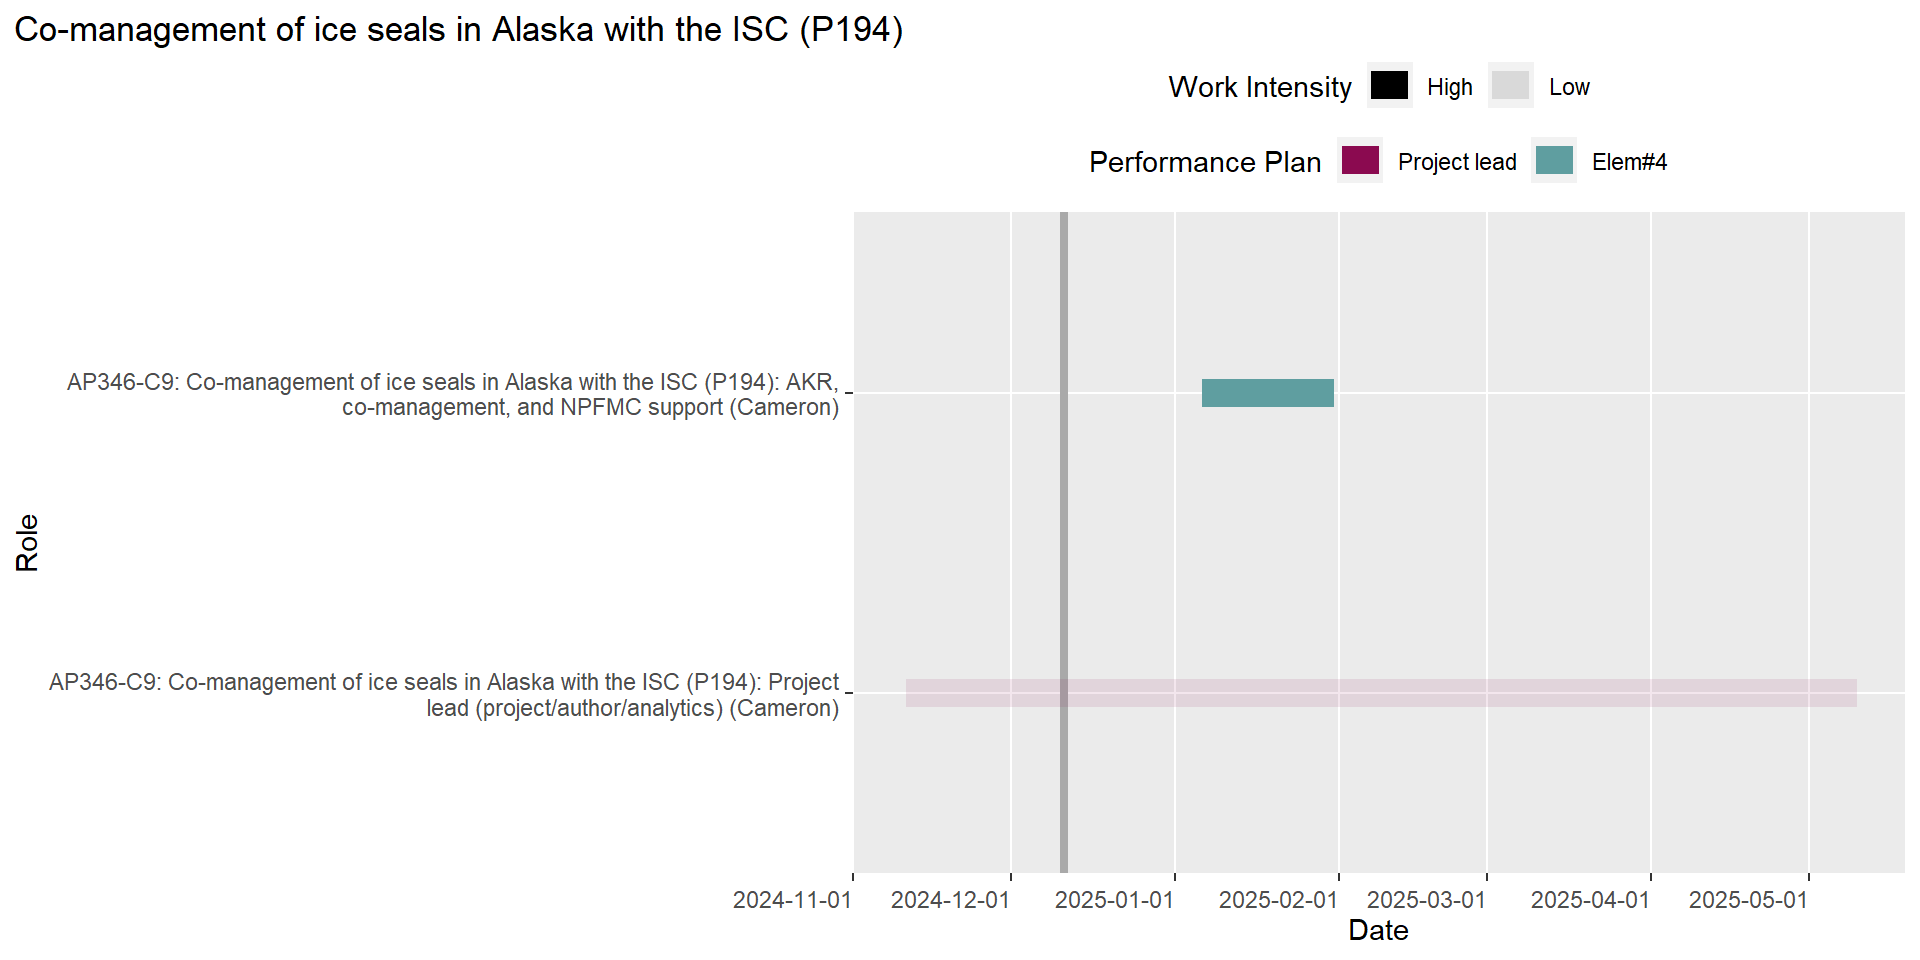 Co-management of ice seals in Alaska with the ISC (P194)
Work Intensity High Low
Performance Plan Project lead Elem#4
AP346-C9: Co-management of ice seals in Alaska with the ISC (P194): AKR,
co-management, and NPFMC support (Cameron)
Role
AP346-C9: Co-management of ice seals in Alaska with the ISC (P194): Project
lead (project/author/analytics) (Cameron)
2024-11-01 2024-12-01 2025-01-01 2025-02-01 2025-03-01 2025-04-01 2025-05-01
Date